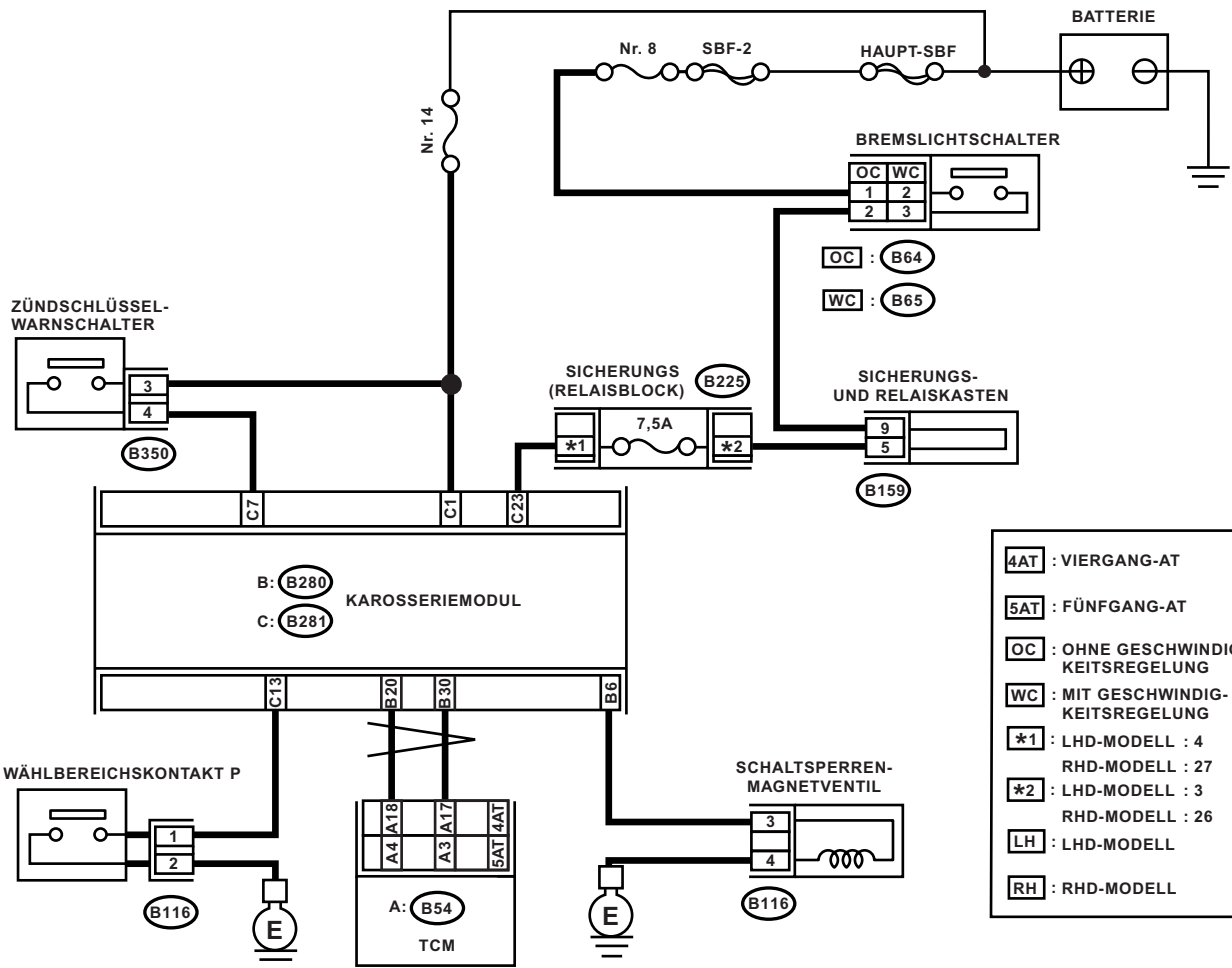 BATTERIE
Nr. 8
SBF-2
HAUPT-SBF
Nr. 14
BREMSLICHTSCHALTER
OC WC
1 2
2 3
OC : B64
WC : B65
ZÜNDSCHLÜSSEL-
WARNSCHALTER
3
4
B350
SICHERUNGS
(RELAISBLOCK)
B225
7,5A
*1
*2
SICHERUNGS-
UND RELAISKASTEN
9
5
B159
C7
C1
C23
B: B280
C: B281
KAROSSERIEMODUL
C13
B20
B30
B6
WÄHLBEREICHSKONTAKT P
1
2
B116
E
A18 A17 4AT
A4 A3 5AT
A: B54
TCM
SCHALTSPERREN-
MAGNETVENTIL
3
4
B116
E
4AT : VIERGANG-AT
5AT : FÜNFGANG-AT
OC : OHNE GESCHWINDIG
KEITSREGELUNG
WC : MIT GESCHWINDIG-
KEITSREGELUNG
*1 : LHD-MODELL : 4
RHD-MODELL : 27
*2 : LHD-MODELL : 3
RHD-MODELL : 26
LH : LHD-MODELL
RH : RHD-MODELL